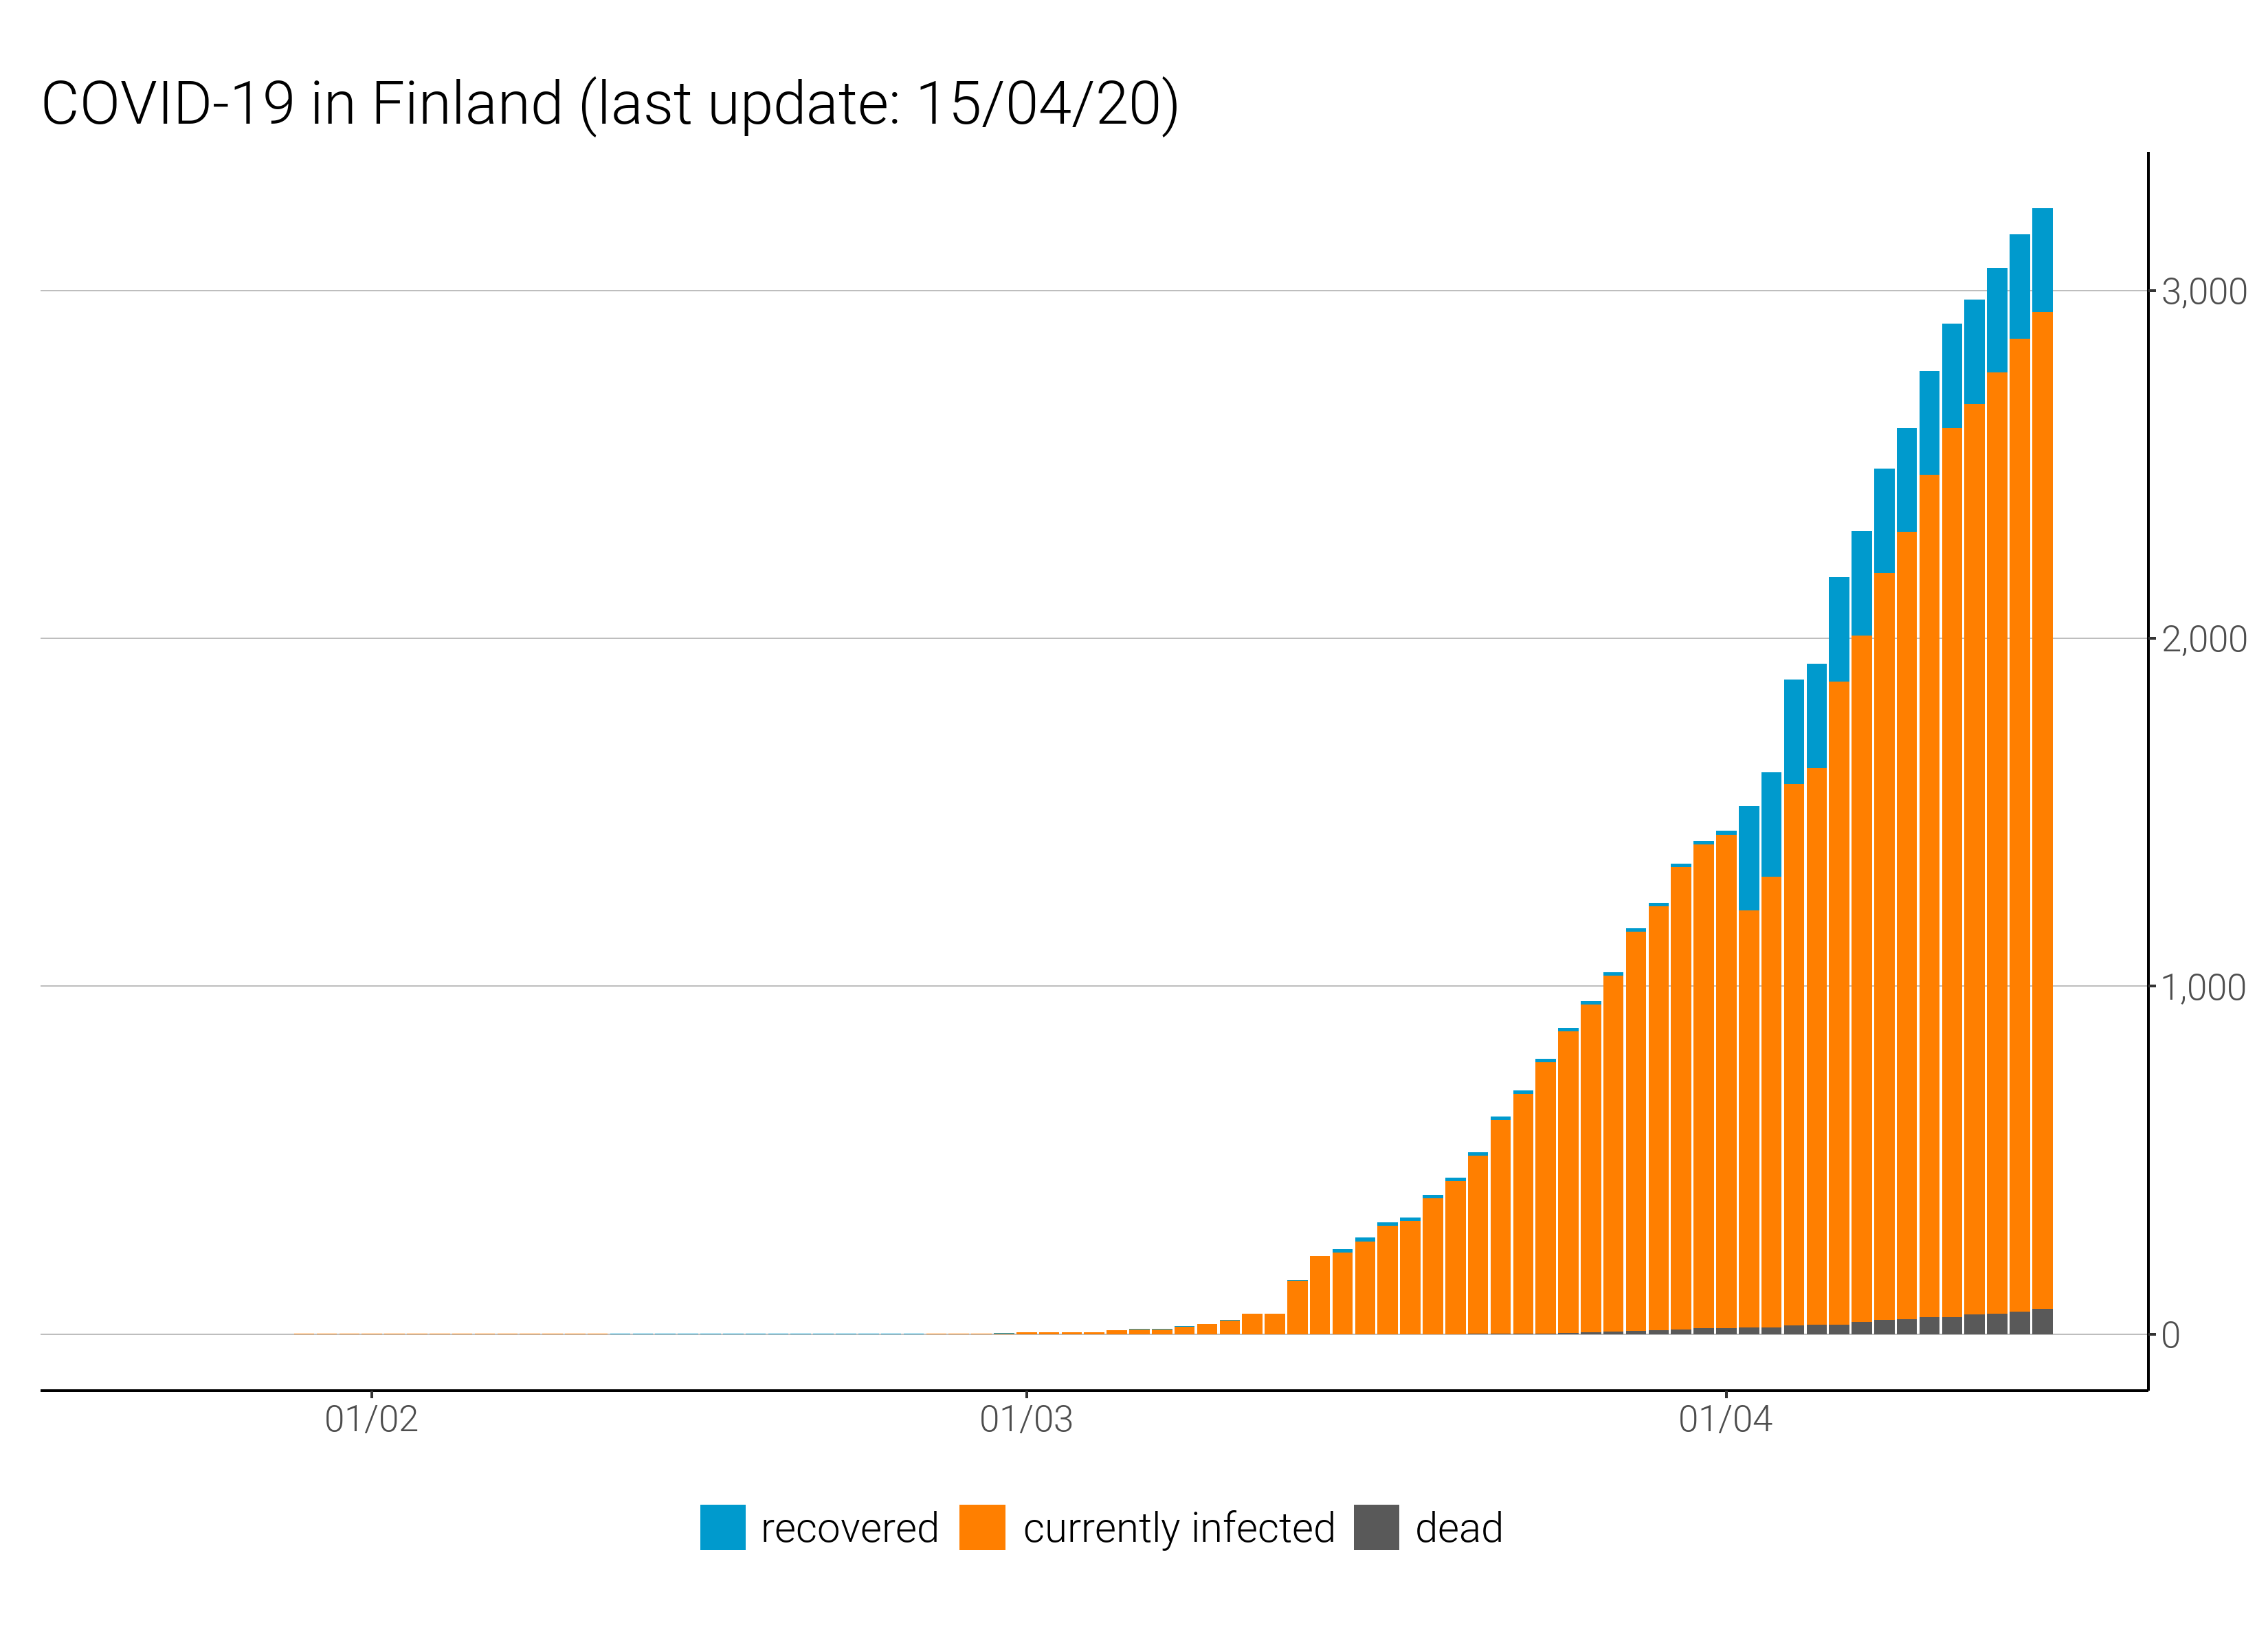 COVID-19 in Finland (last update: 15/04/20)
3,000
2,000
1,000
0
01/02 01/03 01/04
recovered currently infected dead